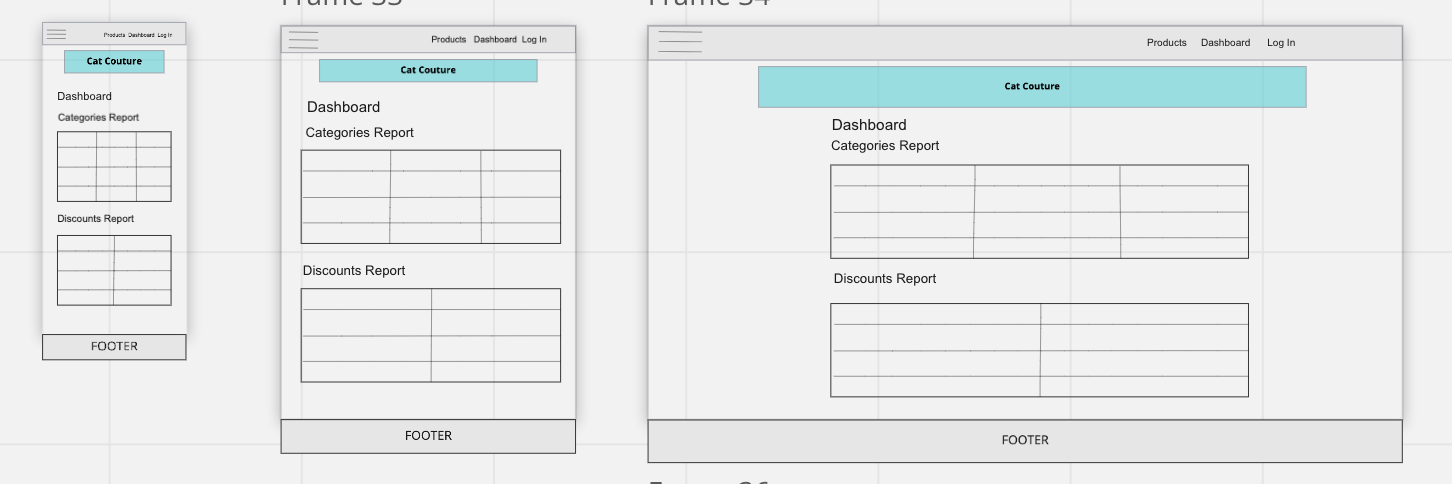 Frame 33
Frame 34
Products Dashboard Log In
Cat Couture
Dashboard
Categories Report
Discounts Report
FOOTER
Products Dashboard Log In
Cat Couture
Dashboard
Categories Report
Discounts Report
FOOTER
Products Dashboard Log In
Cat Couture
Dashboard
Categories Report
Discounts Report
FOOTER